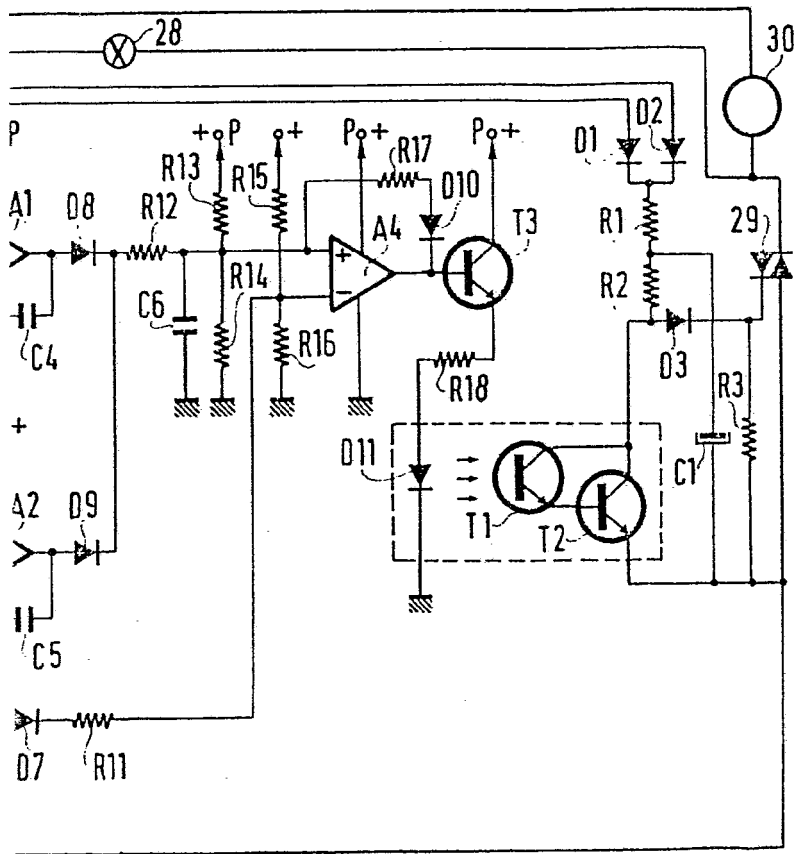 28
30
P
+ P
+
P +
P +
R17
D1
D2
R13
R15
A1
D8
R12
D10
A4
T3
R1
29
+
−
R2
C6
R14
R16
C4
R18
D3
R3
+
D11
C1
A2
D9
T1
T2
C5
D7
R11